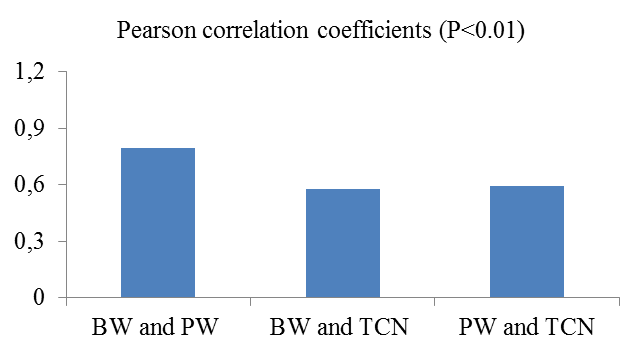 Pearson correlation coefficients (P<0.01)
1,2
0,9
0,6
0,3
0
BW and PW
BW and TCN
PW and TCN